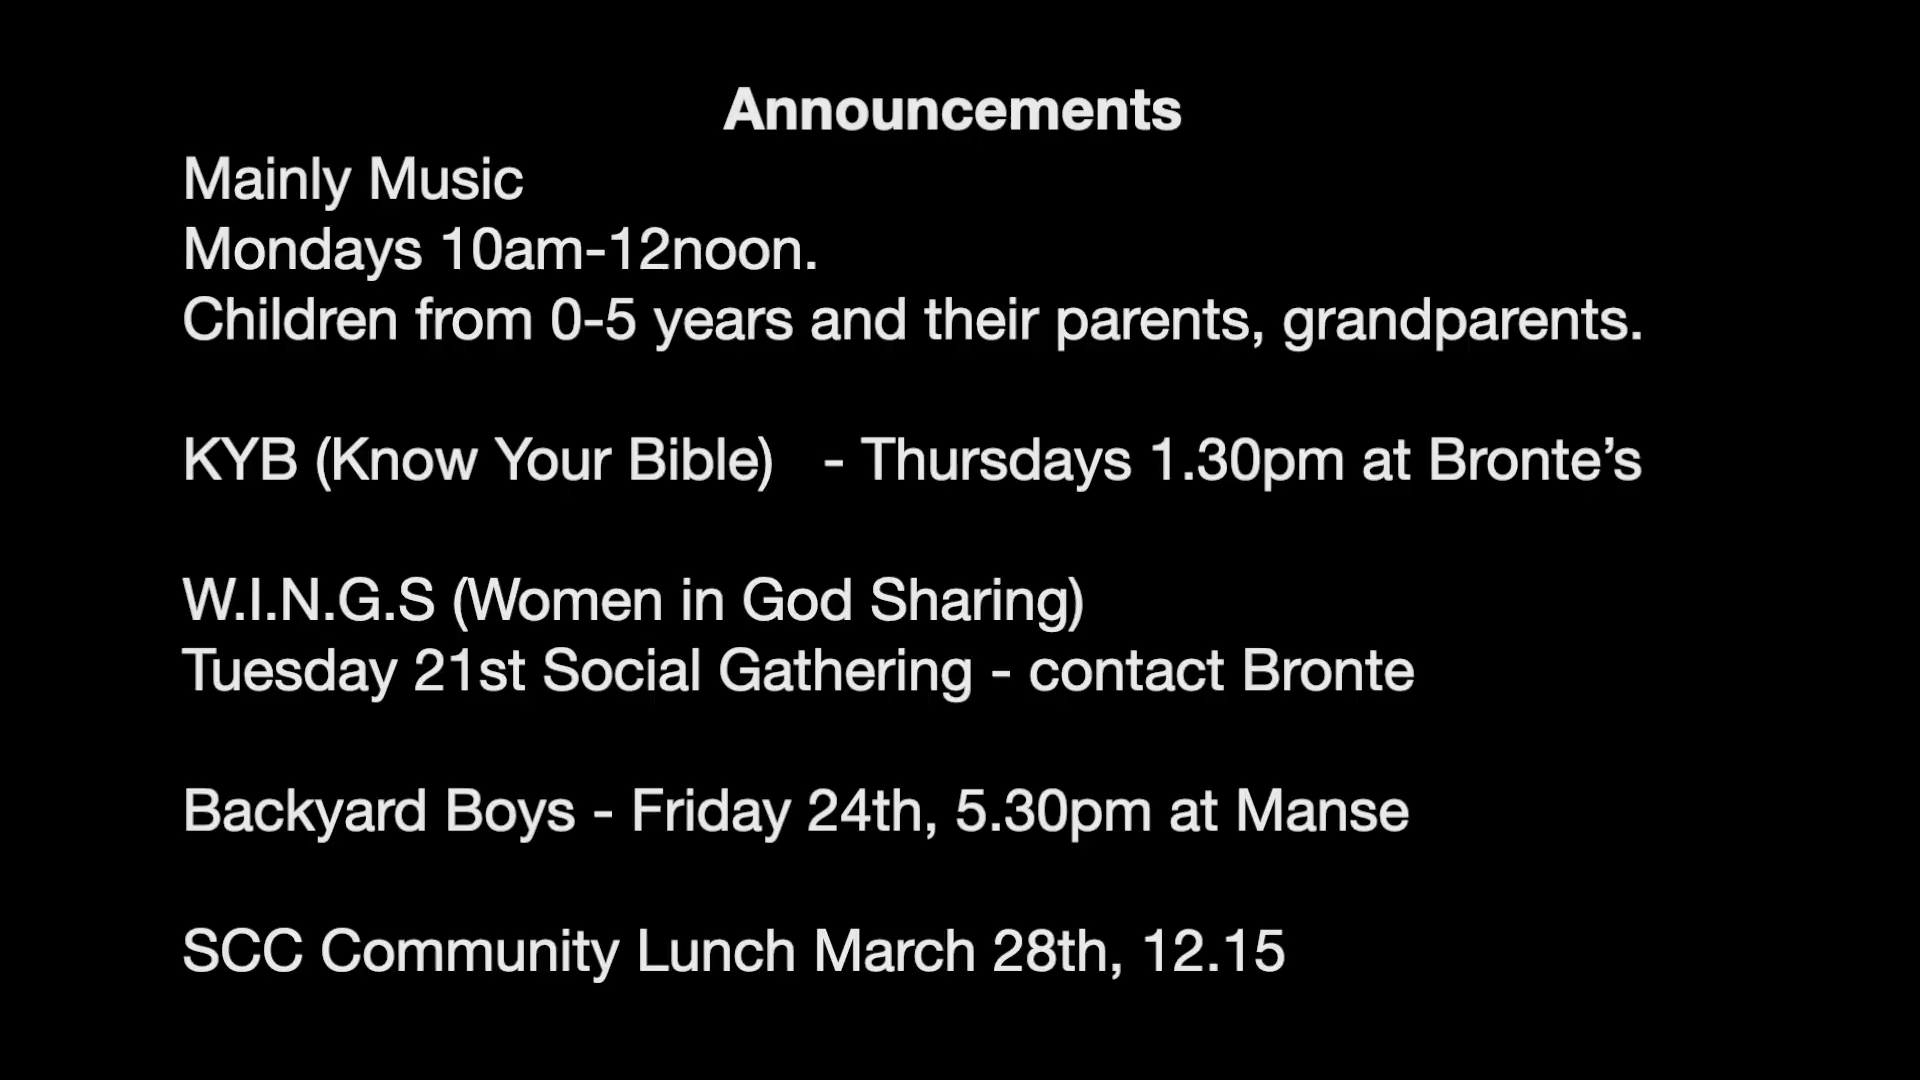 Announcements
Mainly Music
Mondays 10am-12noon.
Children from 0-5 years and their parents, grandparents.
KYB (Know Your Bible)   - Thursdays 1.30pm at Bronte’s
W.I.N.G.S (Women in God Sharing)
Tuesday 21st Social Gathering - contact Bronte
Backyard Boys - Friday 24th, 5.30pm at Manse
SCC Community Lunch March 28th, 12.15